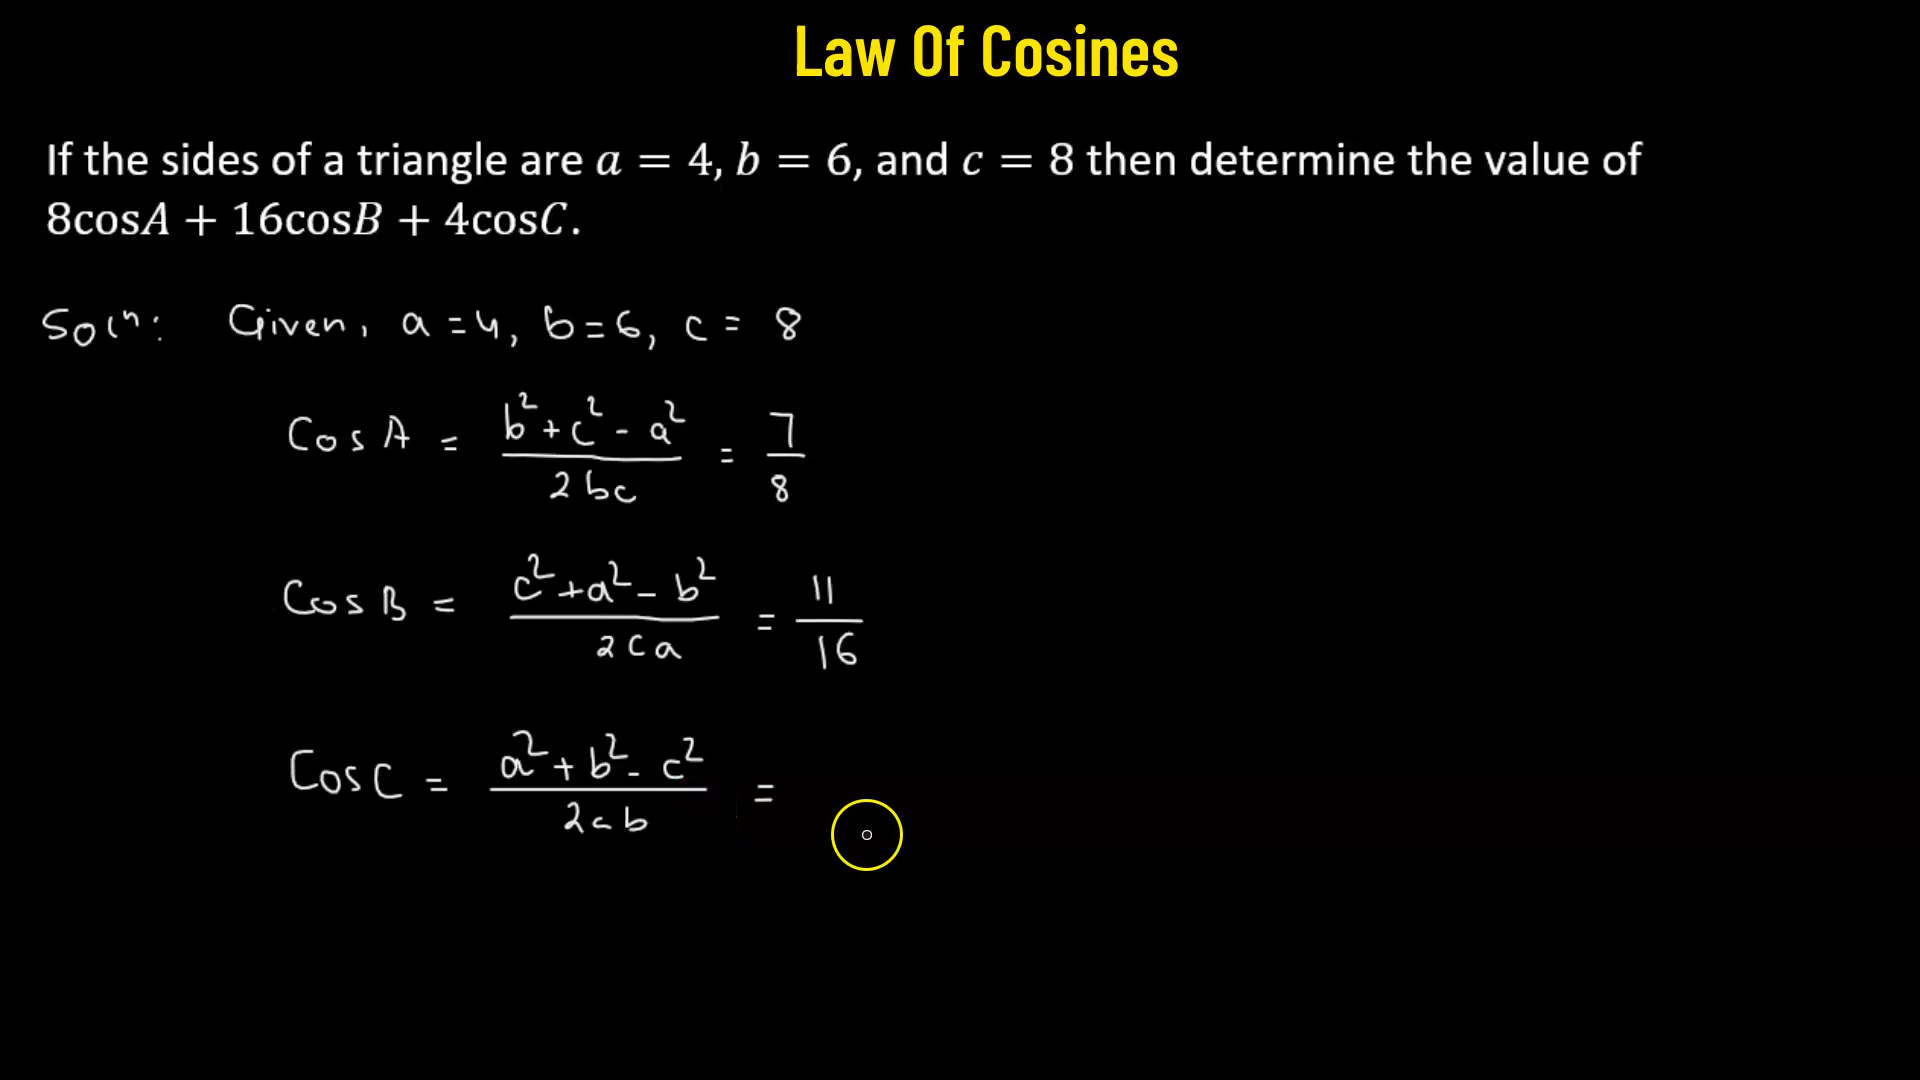 Law Of Cosines
If the sides of a triangle are a = 4, b = 6, and c = 8 then determine the value of
8cosA + 16cosB + 4cosC.
Solⁿ: Given, a = 4, b = 6, c = 8
Cos A = (b² + c² - a²) / 2bc = 7/8
Cos B = (c² + a² - b²) / 2ca = 11/16
Cos C = (a² + b² - c²) / 2ab =